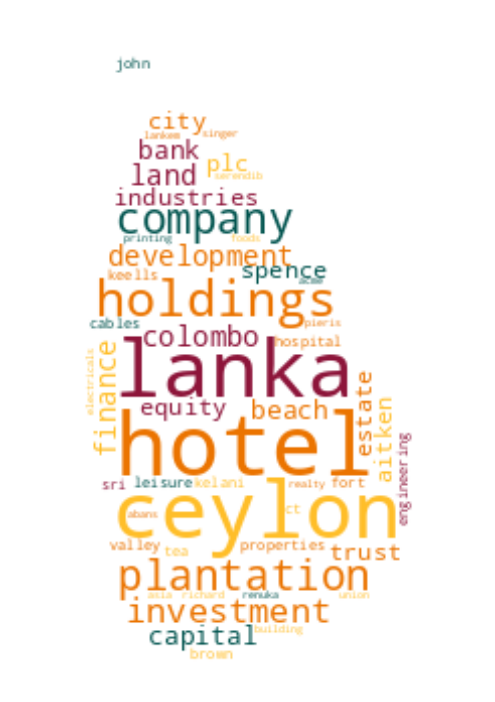 john
city
lankem singer
bank
plc
land serendib
industries
company
printing foods
development
spence
keells acme
holdings
cables pieris
colombo
hospital
lanka
electricals
finance
equity beach
estate
aitken
hotel
engineering
sri leisure kelani realty fort
ceylon
ct
abans
valley tea properties trust
plantation
asia richard renuka union
investment
capital building
brown